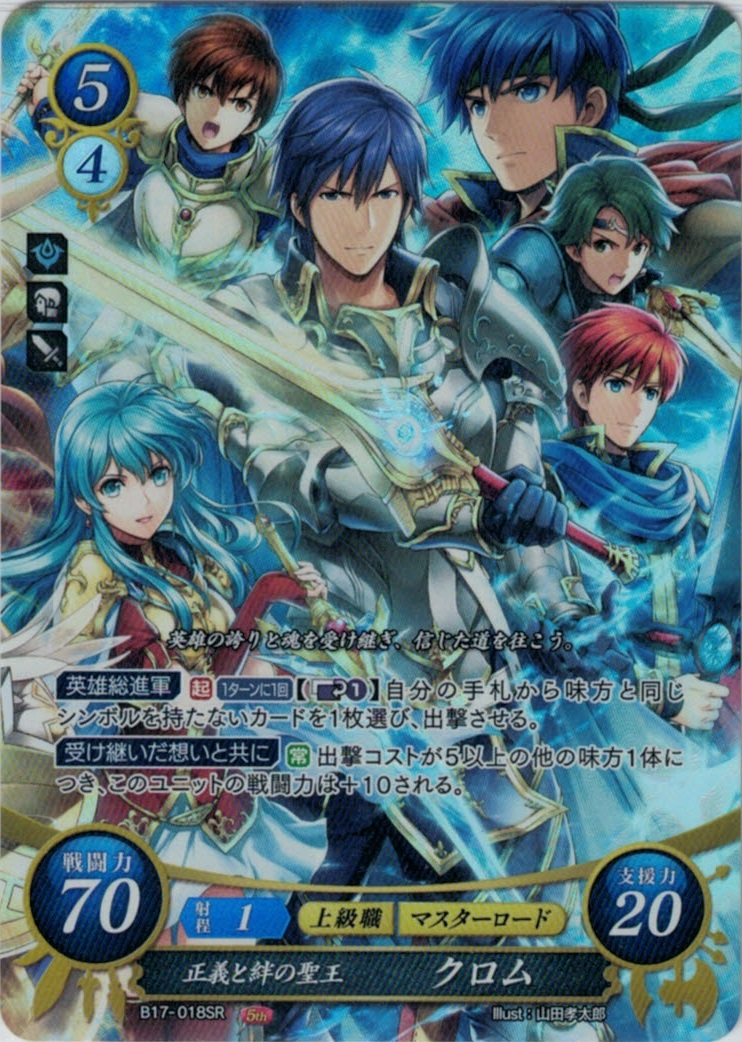 5
4
英雄の誇りと魂を受け継ぎ、信じた道を往こう。
英雄総進軍 起 1ターンに1回 【 1】自分の手札から味方と同じ
シンボルを持たないカードを1枚選び、出撃させる。
受け継いだ想いと共に 常 出撃コストが5以上の他の味方1体に
つき、このユニットの戦闘力は+10される。
戦闘力
70
射程 1
上級職 マスターロード
支援力
20
正義と絆の聖王 クロム
B17-018SR 5th Illust:山田孝太郎